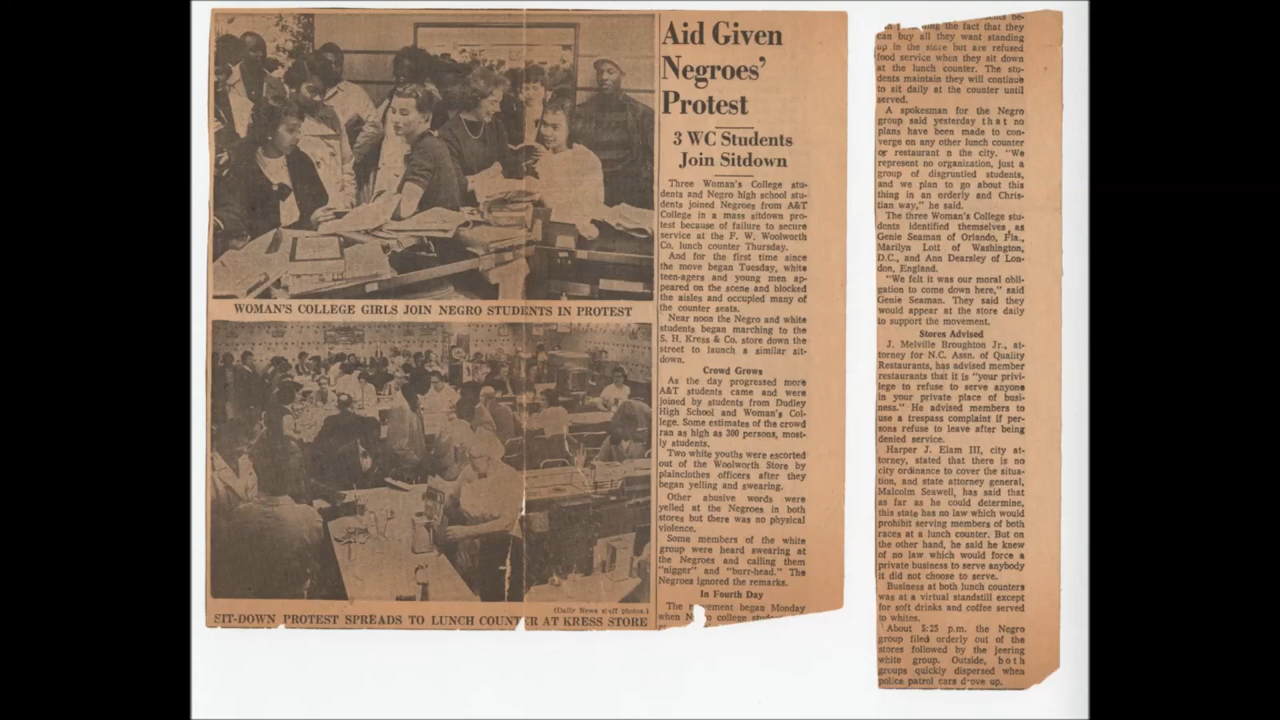 WOMAN'S COLLEGE GIRLS JOIN NEGRO STUDENTS IN PROTEST
(Daily News staff photos.)
SIT-DOWN PROTEST SPREADS TO LUNCH COUNTER AT KRESS STORE
Aid Given
Negroes'
Protest
3 WC Students
Join Sitdown
Three Woman's College stu-
dents and Negro high school stu-
dents joined Negroes from A&T
College in a mass sitdown pro-
test because of failure to secure
service at the F. W. Woolworth
Co. lunch counter Thursday.
And for the first time since
the move began Tuesday, white
teen-agers and young men ap-
peared on the scene and blocked
the aisles and occupied many of
the counter seats.
Near noon the Negro and white
students began marching to the
S. H. Kress & Co. store down the
street to launch a similar sit-
down.
Crowd Grows
As the day progressed more
A&T students came and were
joined by students from Dudley
High School and Woman's Col-
lege. Some estimates of the crowd
ran as high as 300 persons, most-
ly students.
Two white youths were escorted
out of the Woolworth Store by
plainclothes officers after they
began yelling and swearing.
Other abusive words were
yelled at the Negroes in both
stores but there was no physical
violence.
Some members of the white
group were heard swearing at
the Negroes and calling them
"nigger" and "burr-head." The
Negroes ignored the remarks.
In Fourth Day
The movement began Monday
when Negro college
the fact that they
can buy all they want standing
up in the store but are refused
food service when they sit down
at the lunch counter. The stu-
dents maintain they will continue
to sit daily at the counter until
served.
A spokesman for the Negro
group said yesterday that no
plans have been made to con-
verge on any other lunch counter
or restaurant n the city. "We
represent no organization, just a
group of disgruntled students,
and we plan to go about this
thing in an orderly and Chris-
tian way," he said.
The three Woman's College stu-
dents identified themselves as
Genie Seaman of Orlando, Fla.,
Marilyn Lott of Washington,
D.C., and Ann Dearsley of Lon-
don, England.
"We felt it was our moral obli-
gation to come down here," said
Genie Seaman. They said they
would appear at the store daily
to support the movement.
Stores Advised
J. Melville Broughton Jr., at-
torney for N.C. Assn. of Quality
Restaurants, has advised member
restaurants that it is "your privi-
lege to refuse to serve anyone
in your private place of busi-
ness." He advised members to
use a trespass complaint if per-
sons refuse to leave after being
denied service.
Harper J. Elam III, city at-
torney, stated that there is no
city ordinance to cover the situa-
tion, and state attorney general,
Malcolm Seawell, has said that
as far as he could determine,
this state has no law which would
prohibit serving members of both
races at a lunch counter. But on
the other hand, he said he knew
of no law which would force a
private business to serve anybody
it did not choose to serve.
Business at both lunch counters
was at a virtual standstill except
for soft drinks and coffee served
to whites.
About 5:25 p.m. the Negro
group filed orderly out of the
stores followed by the jeering
white group. Outside, both
groups quickly dispersed when
police patrol cars drove up.